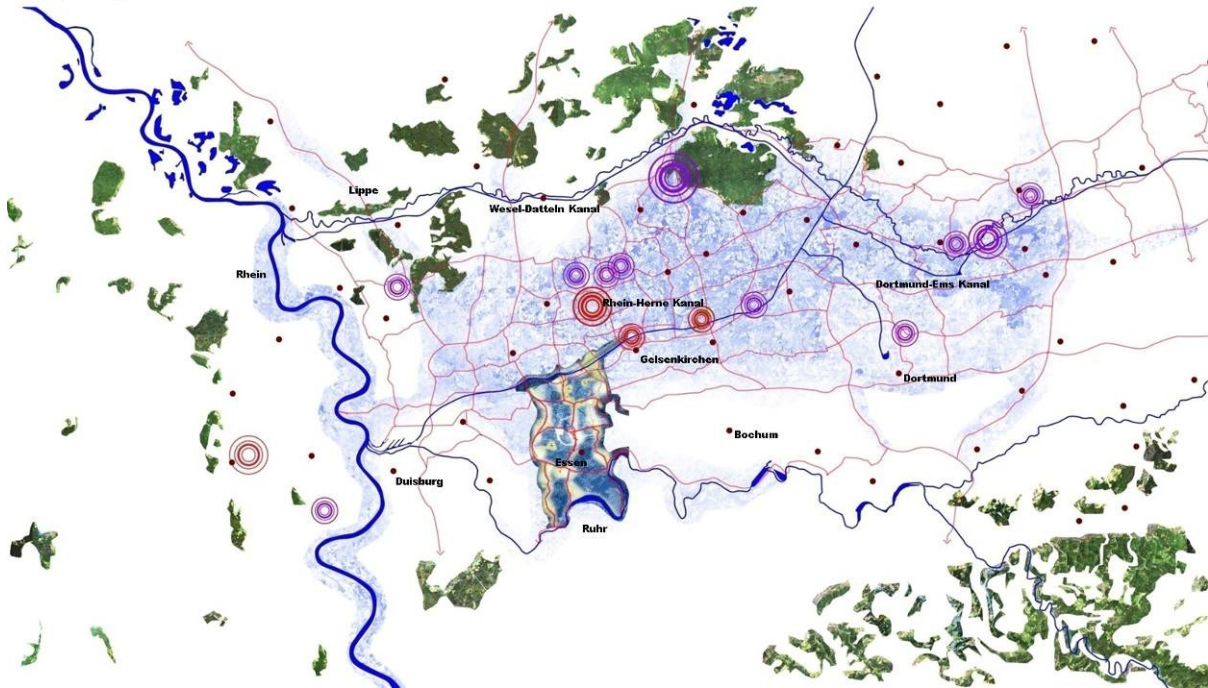 Lippe
Wesel-Datteln Kanal
Rhein
Dortmund-Ems Kanal
Rhein-Herne Kanal
Gelsenkirchen
Dortmund
Bochum
Essen
Duisburg
Ruhr